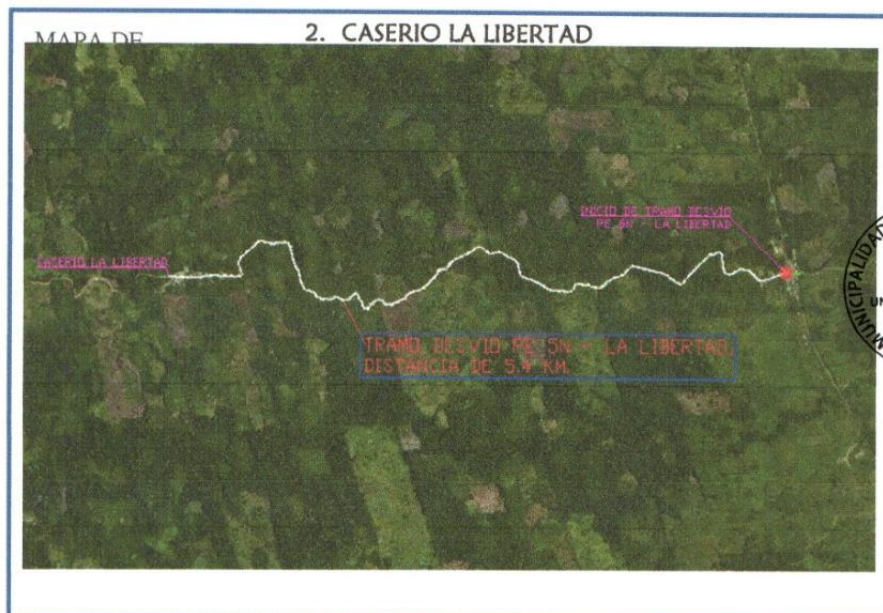 MAPA DE
2. CASERIO LA LIBERTAD
INICIO DE TRAMO DESVIO
PE 5N - LA LIBERTAD
CASERIO LA LIBERTAD
TRAMO DESVIO PE 5N - LA LIBERTAD.
DISTANCIA DE 5.4 KM.
MUNICIPALIDAD
UN